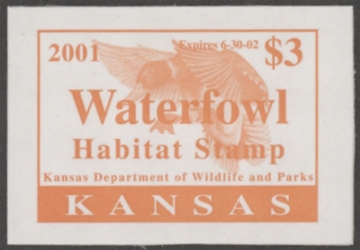 2001 Expires 6-30-02 $3
Waterfowl
Habitat Stamp
Kansas Department of Wildlife and Parks
KANSAS